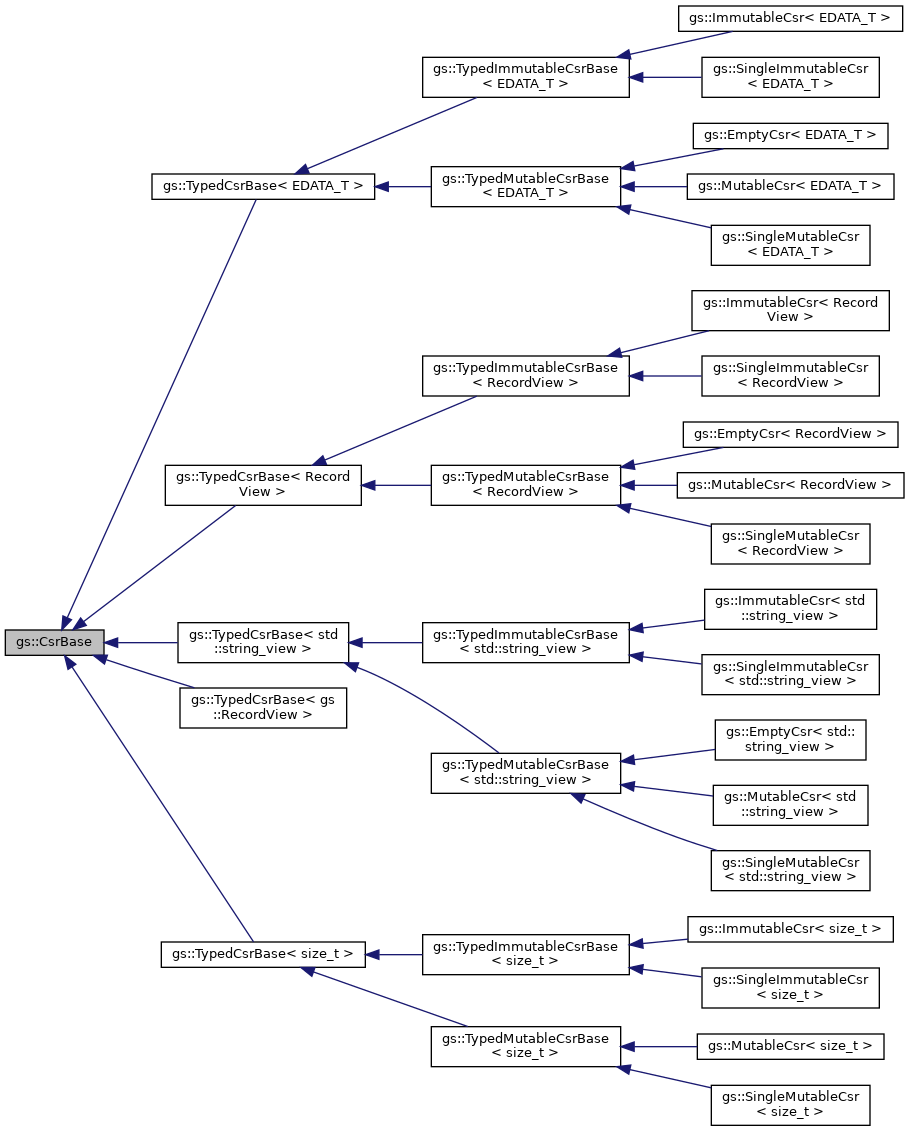 gs::ImmutableCsr< EDATA_T >
gs::TypedImmutableCsrBase
< EDATA_T >
gs::SingleImmutableCsr
< EDATA_T >
gs::EmptyCsr< EDATA_T >
gs::TypedCsrBase< EDATA_T >
gs::TypedMutableCsrBase
< EDATA_T >
gs::MutableCsr< EDATA_T >
gs::SingleMutableCsr
< EDATA_T >
gs::ImmutableCsr< Record
View >
gs::TypedImmutableCsrBase
< RecordView >
gs::SingleImmutableCsr
< RecordView >
gs::EmptyCsr< RecordView >
gs::TypedCsrBase< Record
View >
gs::TypedMutableCsrBase
< RecordView >
gs::MutableCsr< RecordView >
gs::SingleMutableCsr
< RecordView >
gs::ImmutableCsr< std
::string_view >
gs::CsrBase
gs::TypedCsrBase< std
::string_view >
gs::TypedImmutableCsrBase
< std::string_view >
gs::SingleImmutableCsr
< std::string_view >
gs::TypedCsrBase< gs
::RecordView >
gs::EmptyCsr< std::
string_view >
gs::TypedMutableCsrBase
< std::string_view >
gs::MutableCsr< std
::string_view >
gs::SingleMutableCsr
< std::string_view >
gs::ImmutableCsr< size_t >
gs::TypedCsrBase< size_t >
gs::TypedImmutableCsrBase
< size_t >
gs::SingleImmutableCsr
< size_t >
gs::TypedMutableCsrBase
< size_t >
gs::MutableCsr< size_t >
gs::SingleMutableCsr
< size_t >